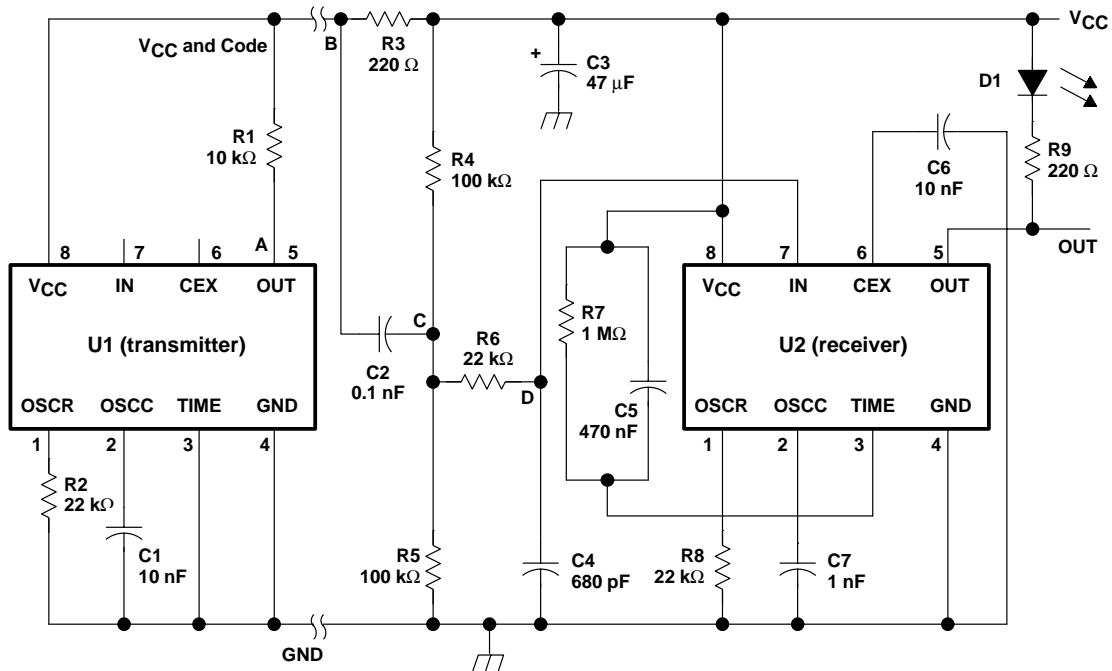 VCC and Code
B
R3
220 Ω
VCC
C3
47 μF
+
D1
R1
10 kΩ
R4
100 kΩ
C6
10 nF
R9
220 Ω
OUT
A
8
7
6
5
VCC
IN
CEX
OUT
U1 (transmitter)
OSCR
OSCC
TIME
GND
1
2
3
4
R2
22 kΩ
C1
10 nF
GND
C
C2
0.1 nF
R6
22 kΩ
D
R5
100 kΩ
C4
680 pF
R7
1 MΩ
C5
470 nF
8
7
6
5
VCC
IN
CEX
OUT
U2 (receiver)
OSCR
OSCC
TIME
GND
1
2
3
4
R8
22 kΩ
C7
1 nF